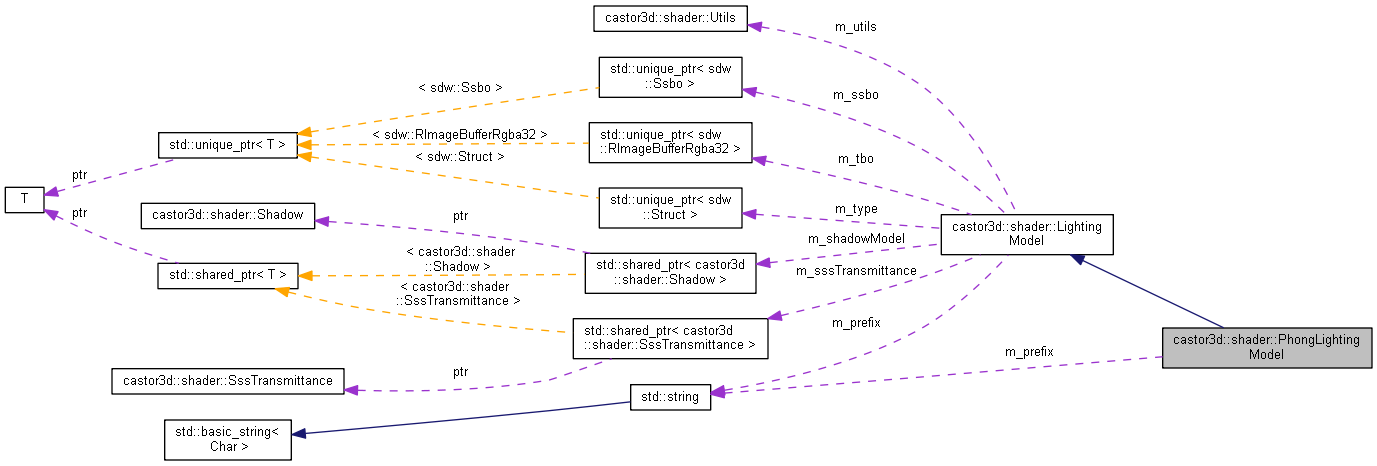 castor3d::shader::Utils
m_utils
std::unique_ptr< sdw
::Ssbo >
< sdw::Ssbo >
m_ssbo
std::unique_ptr< T >
< sdw::RImageBufferRgba32 >
std::unique_ptr< sdw
::RImageBufferRgba32 >
m_tbo
< sdw::Struct >
ptr
T
std::unique_ptr< sdw
::Struct >
m_type
ptr
castor3d::shader::Shadow
ptr
castor3d::shader::Lighting
Model
m_shadowModel
< castor3d::shader
::Shadow >
std::shared_ptr< T >
std::shared_ptr< castor3d
::shader::Shadow >
m_sssTransmittance
< castor3d::shader
::SssTransmittance >
std::shared_ptr< castor3d
::shader::SssTransmittance >
m_prefix
castor3d::shader::PhongLighting
Model
m_prefix
castor3d::shader::SssTransmittance
ptr
std::string
std::basic_string<
Char >